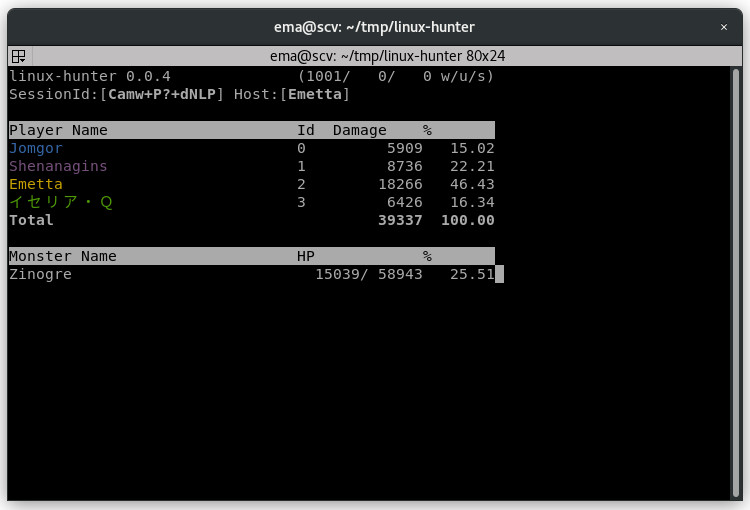 ema@scv: ~/tmp/linux-hunter
ema@scv: ~/tmp/linux-hunter 80x24
linux-hunter 0.0.4 (1001/ 0/ 0 w/u/s)
SessionId:[Camw+P?+dNLP] Host:[Emetta]
Player Name Id Damage %
Jomgor 0 5909 15.02
Shenanagins 1 8736 22.21
Emetta 2 18266 46.43
イセリア・Q 3 6426 16.34
Total 39337 100.00
Monster Name HP %
Zinogre 15039/ 58943 25.51